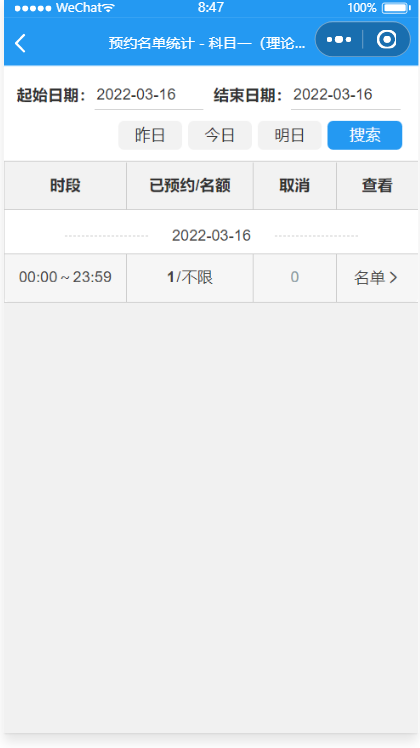 WeChat 8:47 100%
预约名单统计 - 科目一（理论...
起始日期： 2022-03-16 结束日期： 2022-03-16
昨日 今日 明日 搜索
时段 已预约/名额 取消 查看
2022-03-16
00:00 ~ 23:59 1/不限 0 名单